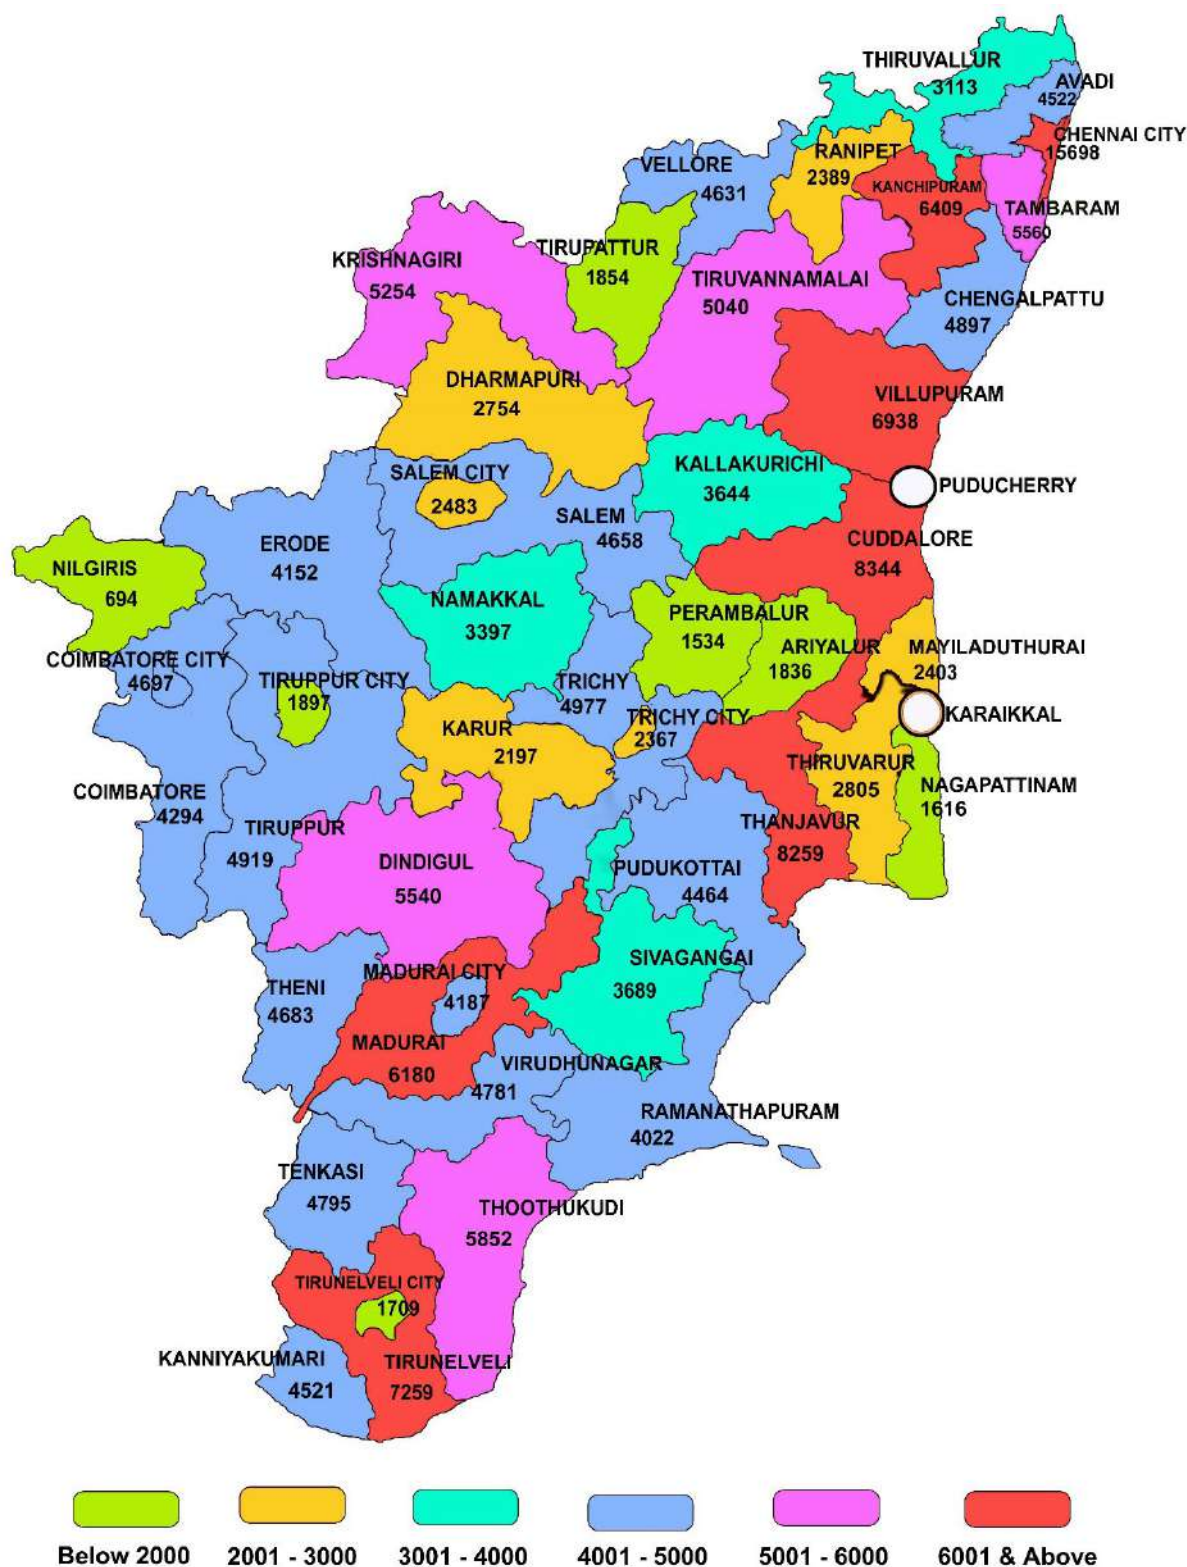 THIRUVALLUR
3113
AVADI
4522
CHENNAI CITY
15698
RANIPET
2389
VELLORE
4631
KANCHIPURAM
6409
TAMBARAM
5560
TIRUPATTUR
1854
KRISHNAGIRI
5254
TIRUVANNAMALAI
5040
CHENGALPATTU
4897
DHARMAPURI
2754
VILLUPURAM
6938
SALEM CITY
2483
KALLAKURICHI
3644
PUDUCHERRY
SALEM
4658
ERODE
4152
CUDDALORE
8344
NILGIRIS
694
NAMAKKAL
3397
PERAMBALUR
1534
ARIYALUR
1836
MAYILADUTHURAI
2403
COIMBATORE CITY
4697
TIRUPPUR CITY
1897
TRICHY
4977
TRICHY CITY
2367
KARAIKKAL
KARUR
2197
THIRUVARUR
2805
NAGAPATTINAM
1616
COIMBATORE
4294
TIRUPPUR
4919
THANJAVUR
8259
DINDIGUL
5540
PUDUKOTTAI
4464
SIVAGANGAI
3689
MADURAI CITY
4187
THENI
4683
MADURAI
6180
VIRUDHUNAGAR
4781
RAMANATHAPURAM
4022
TENKASI
4795
THOOTHUKUDI
5852
TIRUNELVELI CITY
1709
KANNIYAKUMARI
4521
TIRUNELVELI
7259
Below 2000 2001 - 3000 3001 - 4000 4001 - 5000 5001 - 6000 6001 & Above